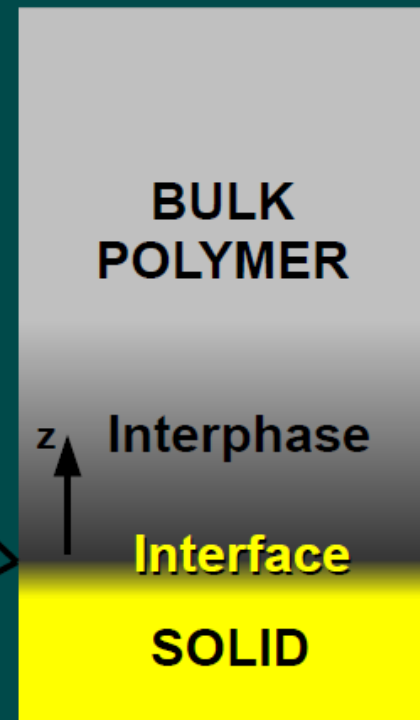 BULK
POLYMER
z Interphase
Interface
SOLID